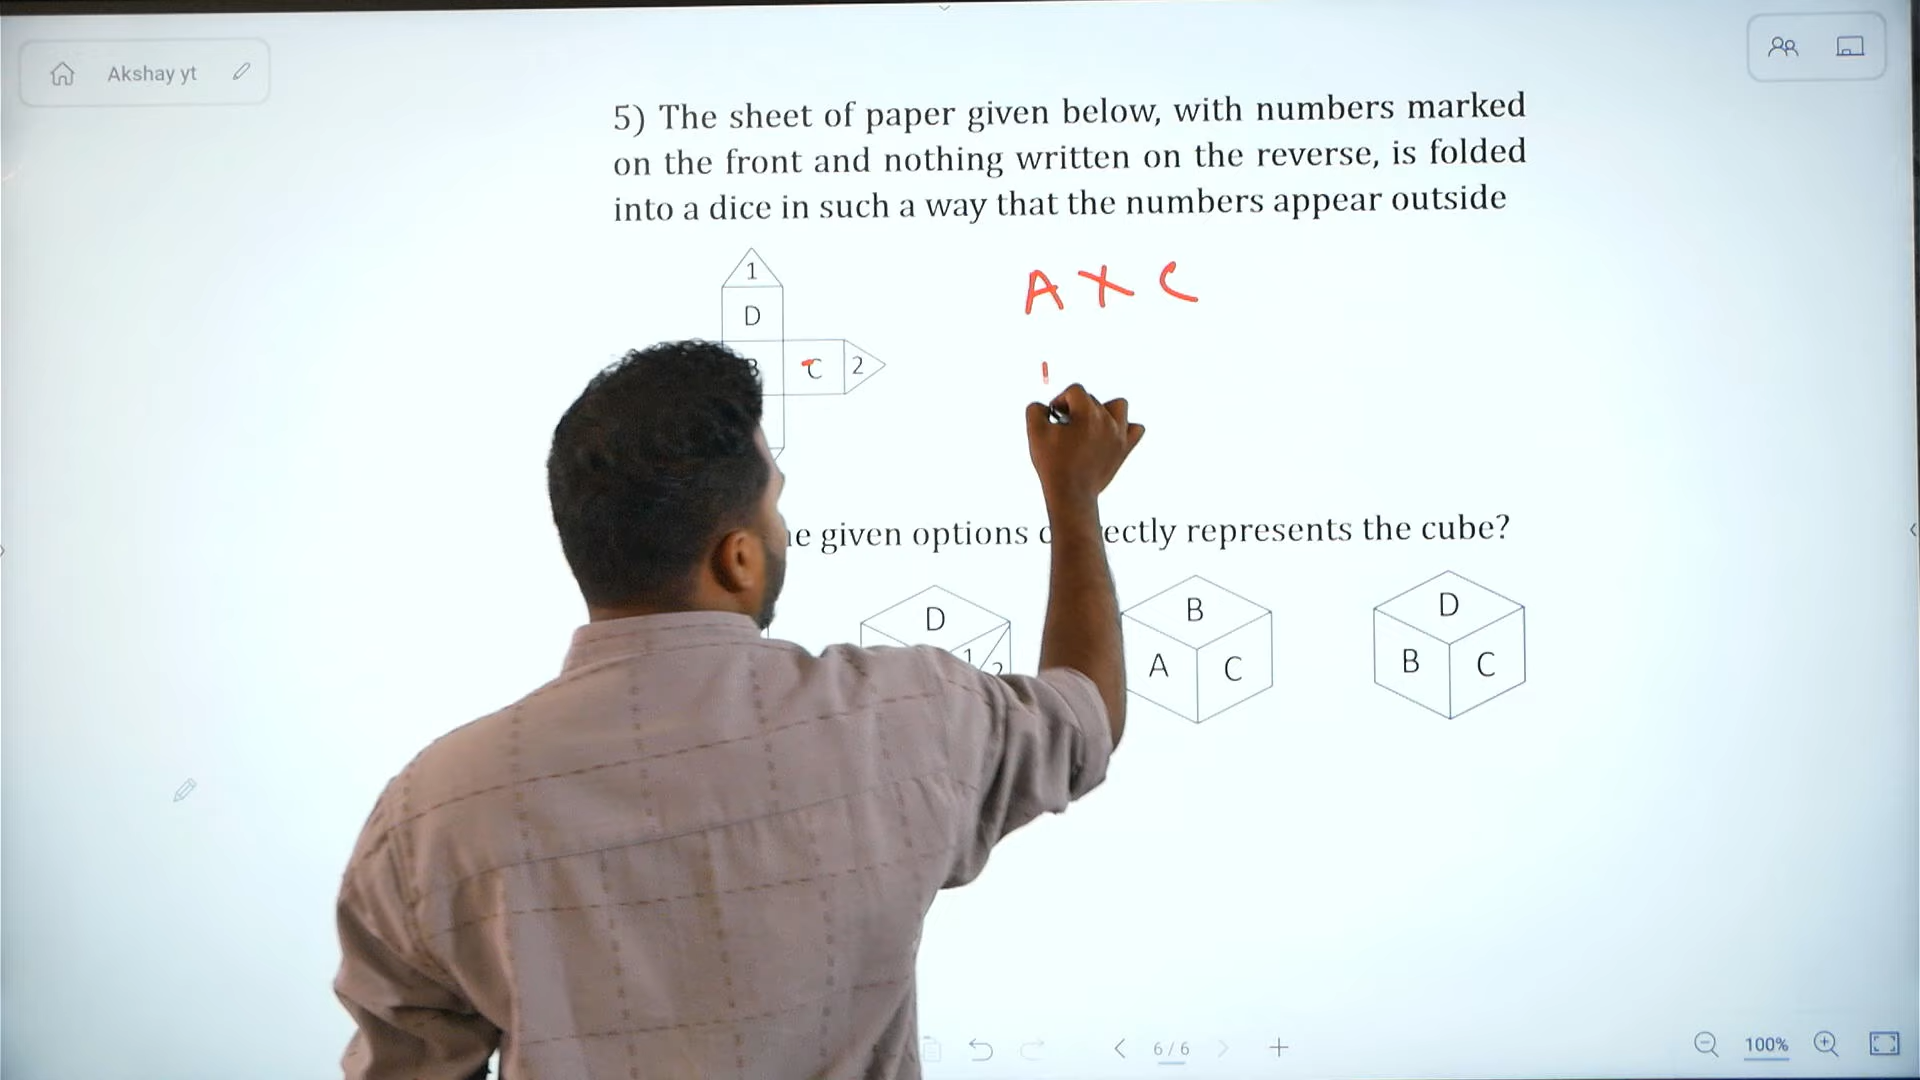 Akshay yt
5) The sheet of paper given below, with numbers marked
on the front and nothing written on the reverse, is folded
into a dice in such a way that the numbers appear outside
1
A X C
D
C 2
given options represents the cube?
D
B
D
1 2
A C
B C
6/6
100%